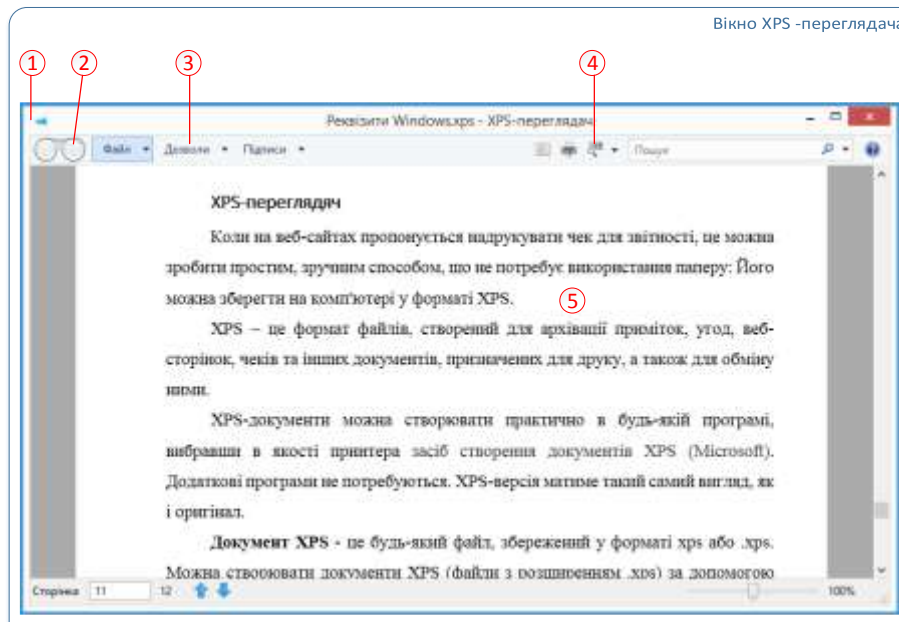 Вікно XPS -переглядача
1 2 3 4
Реквізити Windows.xps - XPS-переглядач
Файл Дозволи Підписи Пошук
XPS-переглядач
Коли на веб-сайтах пропонується надрукувати чек для звітності, це можна
зробити простим, зручним способом, що не потребує використання паперу: Його
можна зберегти на комп'ютері у форматі XPS.
5
XPS – це формат файлів, створений для архівації приміток, угод, веб-
сторінок, чеків та інших документів, призначених для друку, а також для обміну
ними.
XPS-документи можна створювати практично в будь-якій програмі,
вибравши в якості принтера засіб створення документів XPS (Microsoft).
Додаткові програми не потребуються. XPS-версія матиме такий самий вигляд, як
і оригінал.
Документ XPS - це будь-який файл, збережений у форматі xps або .xps.
Можна створювати документи XPS (файли з розширенням .xps) за допомогою
Сторінка 11 12 100%